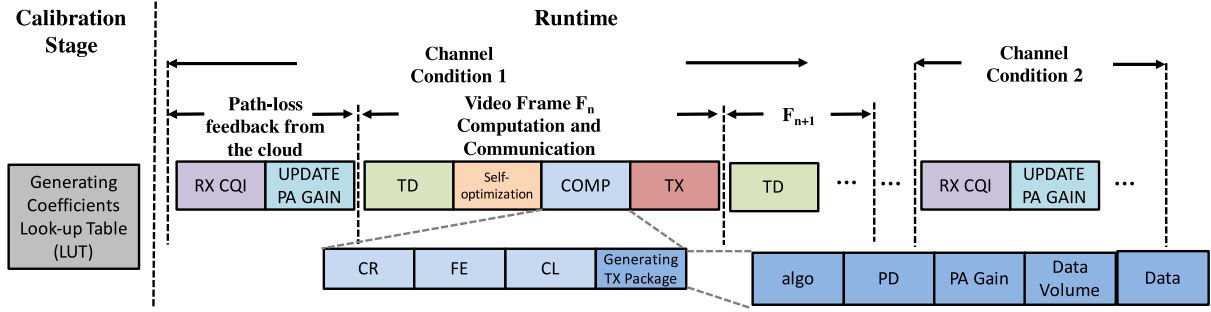 Calibration
Stage
Runtime
Channel
Condition 1
Channel
Condition 2
Path-loss
feedback from
the cloud
Video Frame Fn
Computation and
Communication
Fn+1
Generating
Coefficients
Look-up Table
(LUT)
RX CQI
UPDATE
PA GAIN
TD
Self-
optimization
COMP
TX
TD
... ...
RX CQI
UPDATE
PA GAIN
...
CR
FE
CL
Generating
TX Package
algo
PD
PA Gain
Data
Volume
Data